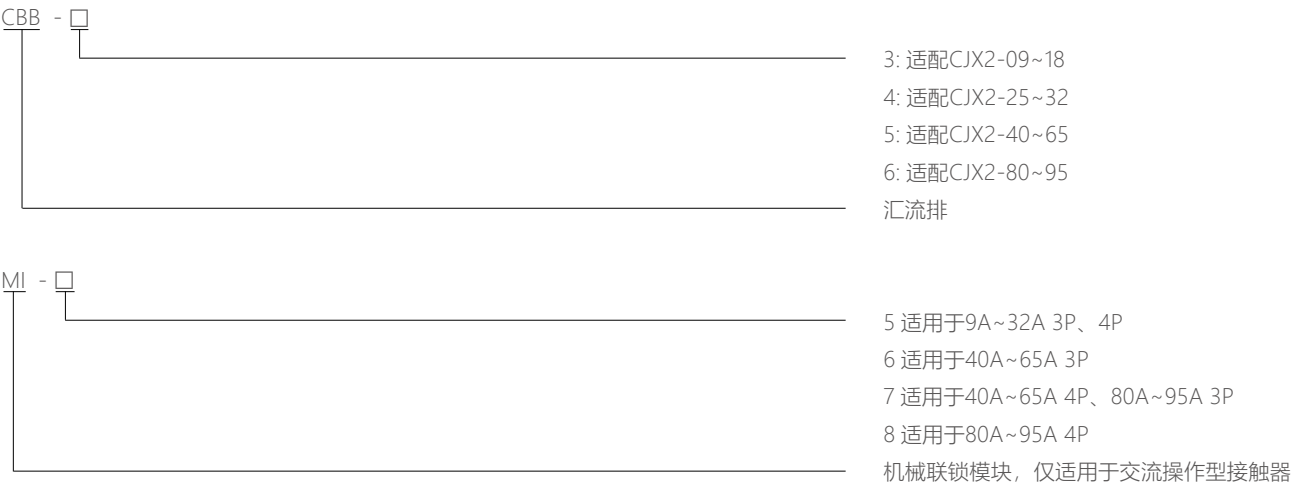 CBB - □
3: 适配CJX2-09~18
4: 适配CJX2-25~32
5: 适配CJX2-40~65
6: 适配CJX2-80~95
汇流排
MI - □
5 适用于9A~32A 3P、4P
6 适用于40A~65A 3P
7 适用于40A~65A 4P、80A~95A 3P
8 适用于80A~95A 4P
机械联锁模块，仅适用于交流操作型接触器